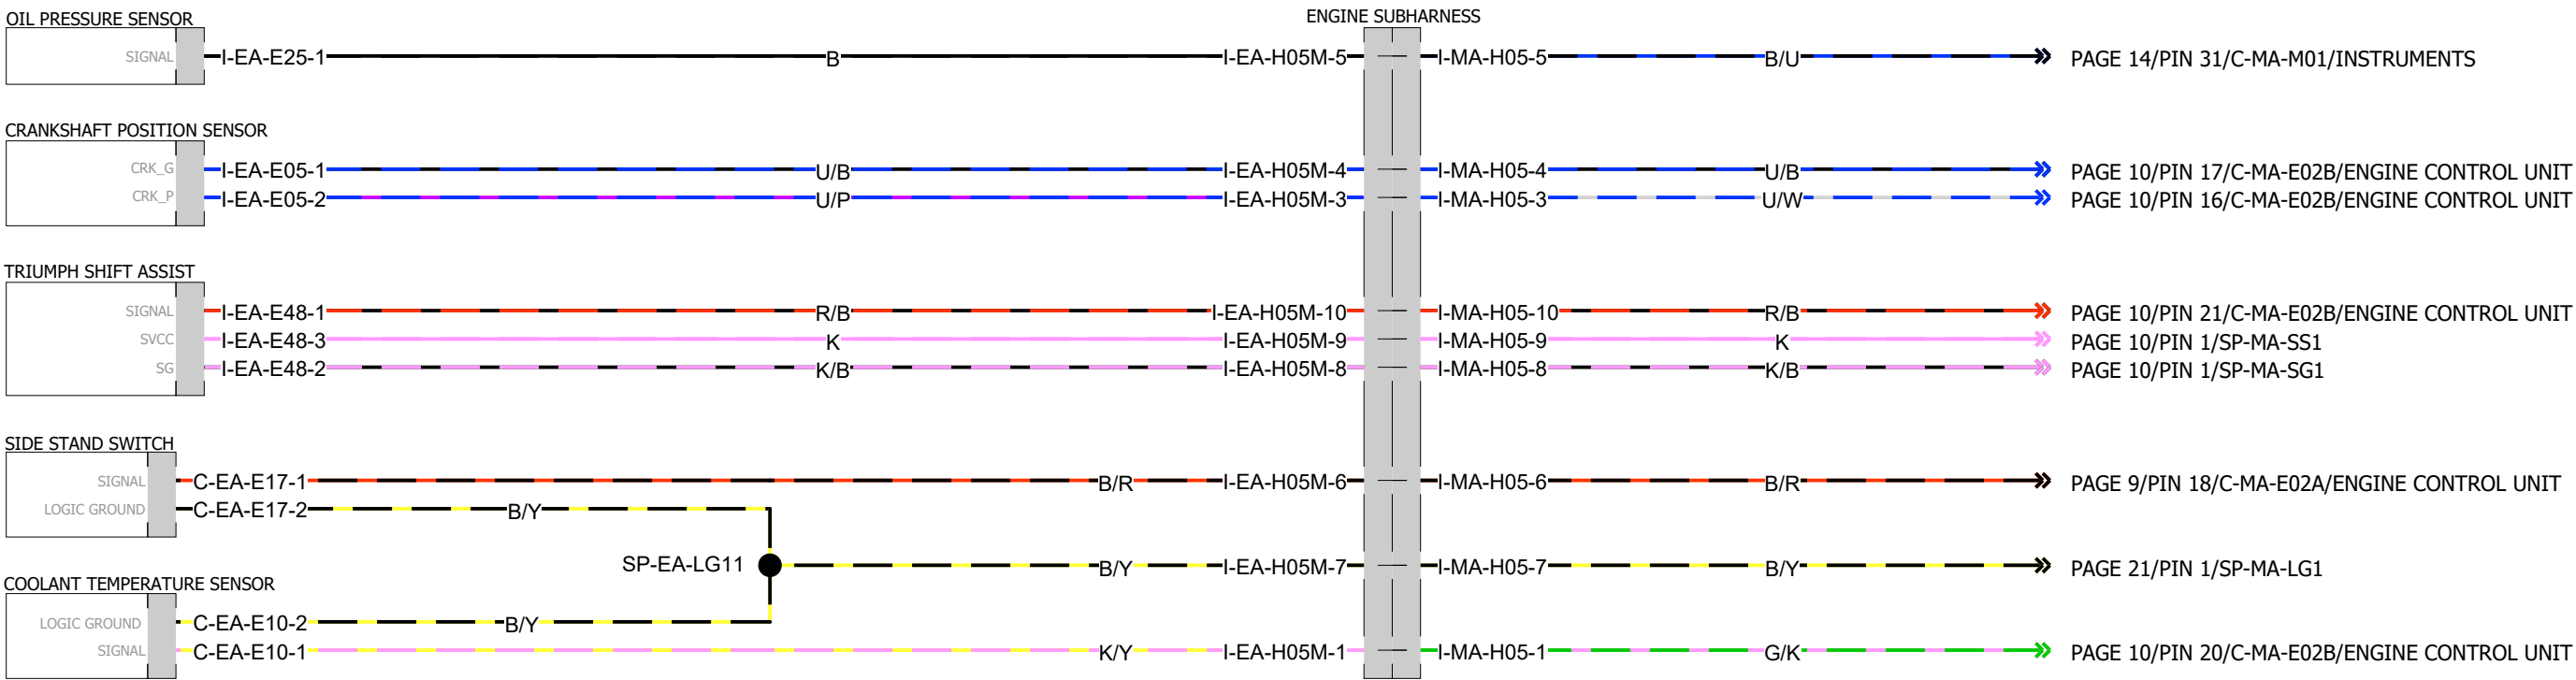 OIL PRESSURE SENSOR
ENGINE SUBHARNESS
SIGNAL I-EA-E25-1 B I-EA-H05M-5 I-MA-H05-5 B/U PAGE 14/PIN 31/C-MA-M01/INSTRUMENTS
CRANKSHAFT POSITION SENSOR
CRK_G I-EA-E05-1 U/B I-EA-H05M-4 I-MA-H05-4 U/B PAGE 10/PIN 17/C-MA-E02B/ENGINE CONTROL UNIT
CRK_P I-EA-E05-2 U/P I-EA-H05M-3 I-MA-H05-3 U/W PAGE 10/PIN 16/C-MA-E02B/ENGINE CONTROL UNIT
TRIUMPH SHIFT ASSIST
SIGNAL I-EA-E48-1 R/B I-EA-H05M-10 I-MA-H05-10 R/B PAGE 10/PIN 21/C-MA-E02B/ENGINE CONTROL UNIT
SVCC I-EA-E48-3 K I-EA-H05M-9 I-MA-H05-9 K PAGE 10/PIN 1/SP-MA-SS1
SG I-EA-E48-2 K/B I-EA-H05M-8 I-MA-H05-8 K/B PAGE 10/PIN 1/SP-MA-SG1
SIDE STAND SWITCH
SIGNAL C-EA-E17-1 B/R I-EA-H05M-6 I-MA-H05-6 B/R PAGE 9/PIN 18/C-MA-E02A/ENGINE CONTROL UNIT
LOGIC GROUND C-EA-E17-2 B/Y
SP-EA-LG11 B/Y I-EA-H05M-7 I-MA-H05-7 B/Y PAGE 21/PIN 1/SP-MA-LG1
COOLANT TEMPERATURE SENSOR
LOGIC GROUND C-EA-E10-2 B/Y
SIGNAL C-EA-E10-1 K/Y I-EA-H05M-1 I-MA-H05-1 G/K PAGE 10/PIN 20/C-MA-E02B/ENGINE CONTROL UNIT